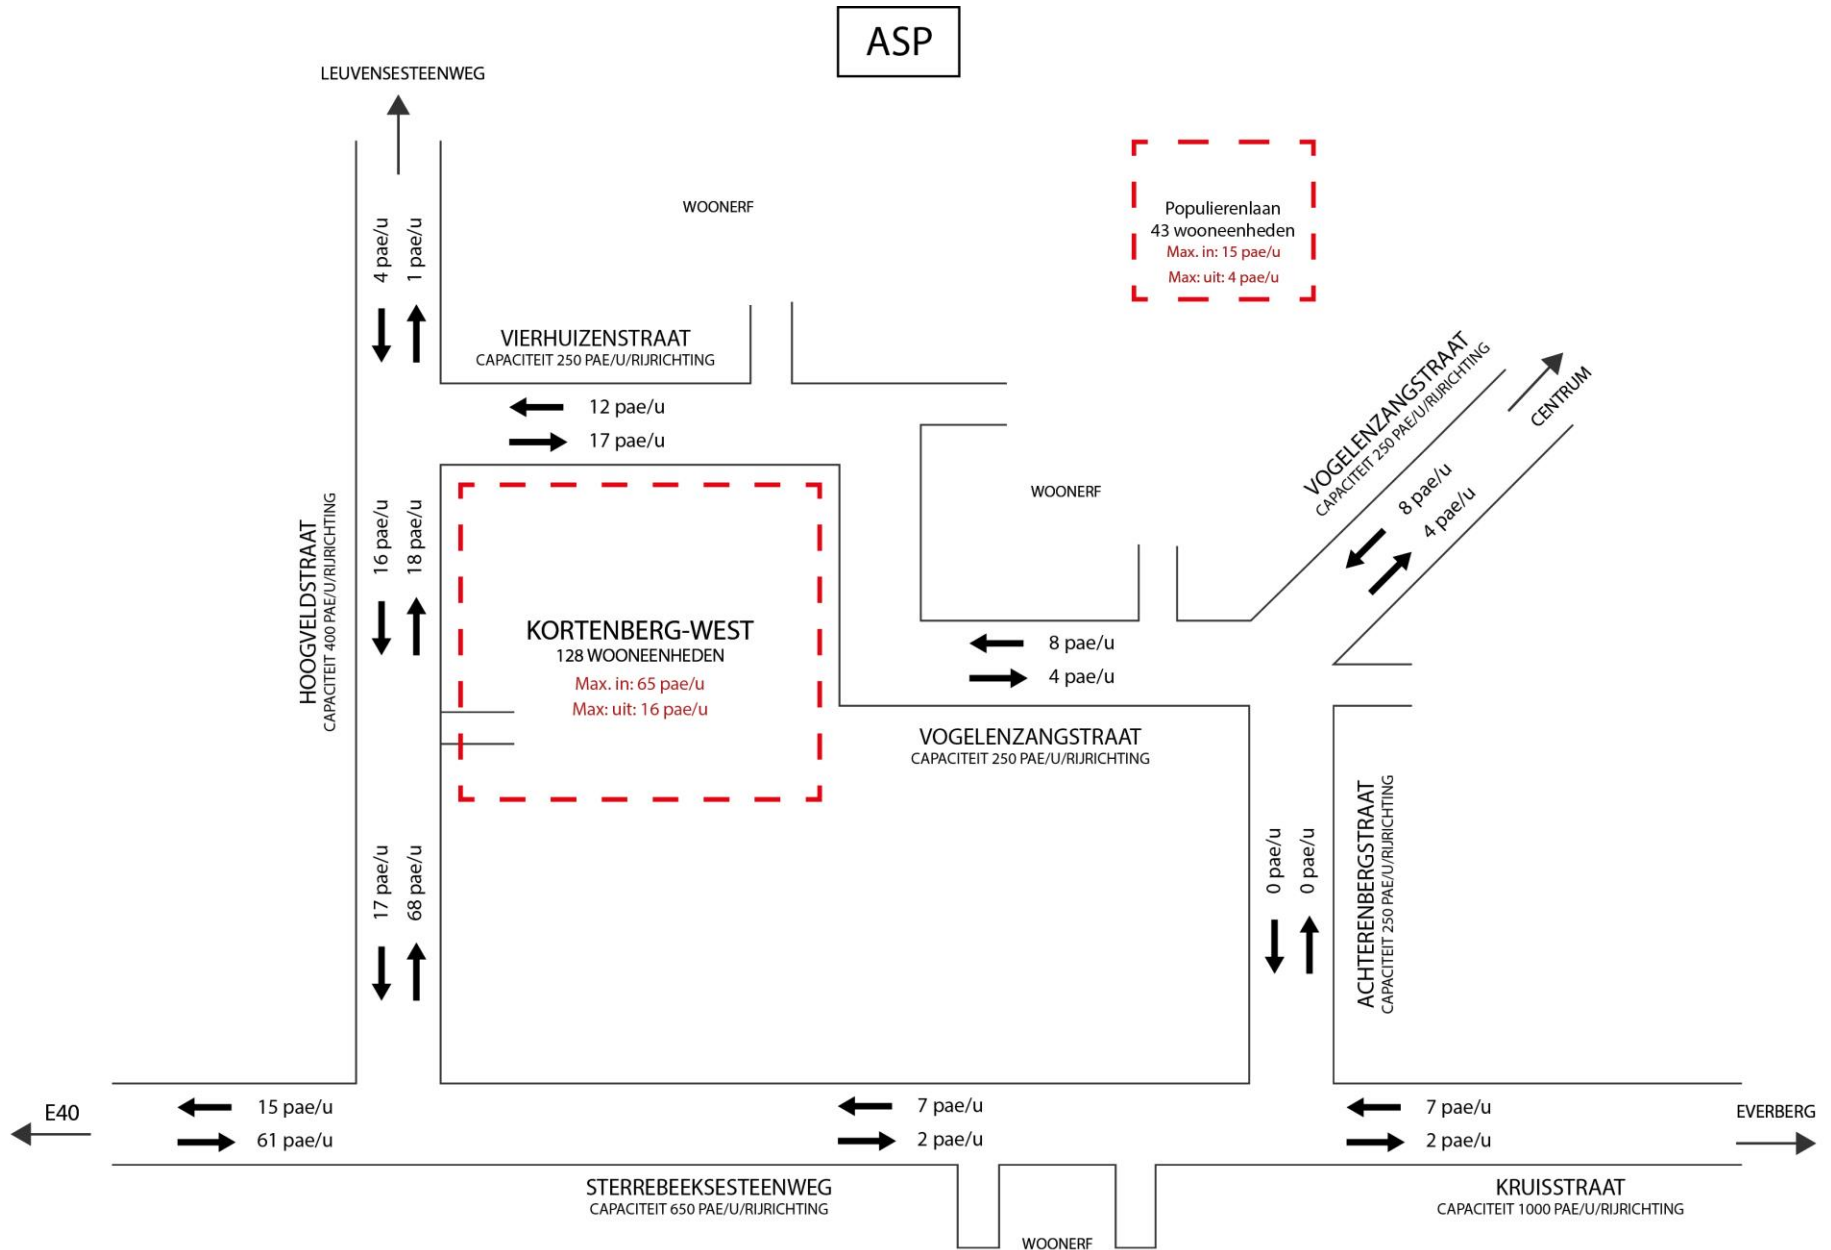 ASP
LEUVENSESTEENWEG
4 pae/u
1 pae/u
WOONERF
Populierenlaan
43 wooneenheden
Max. in: 15 pae/u
Max: uit: 4 pae/u
VIERHUIZENSTRAAT
CAPACITEIT 250 PAE/U/RIJRICHTING
12 pae/u
17 pae/u
VOGELENZANGSTRAAT
CAPACITEIT 250 PAE/U/RIJRICHTING
CENTRUM
8 pae/u
4 pae/u
WOONERF
HOOGVELDSTRAAT
CAPACITEIT 400 PAE/U/RIJRICHTING
16 pae/u
18 pae/u
KORTENBERG-WEST
128 WOONEENHEDEN
Max. in: 65 pae/u
Max: uit: 16 pae/u
8 pae/u
4 pae/u
VOGELENZANGSTRAAT
CAPACITEIT 250 PAE/U/RIJRICHTING
17 pae/u
68 pae/u
0 pae/u
0 pae/u
ACHTERENBERGSTRAAT
CAPACITEIT 250 PAE/U/RIJRICHTING
E40
15 pae/u
61 pae/u
7 pae/u
2 pae/u
7 pae/u
2 pae/u
EVERBERG
STERREBEEKSESTEENWEG
CAPACITEIT 650 PAE/U/RIJRICHTING
KRUISSTRAAT
CAPACITEIT 1000 PAE/U/RIJRICHTING
WOONERF